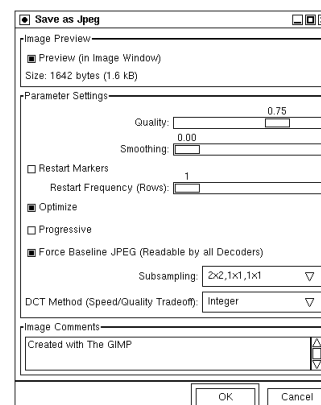 Save as Jpeg
Image Preview
Preview (in Image Window)
Size: 1642 bytes (1.6 kB)
Parameter Settings
0.75
Quality:
0.00
Smoothing:
Restart Markers
1
Restart Frequency (Rows):
Optimize
Progressive
Force Baseline JPEG (Readable by all Decoders)
Subsampling: 2x2,1x1,1x1
DCT Method (Speed/Quality Tradeoff): Integer
Image Comments
Created with The GIMP
OK Cancel